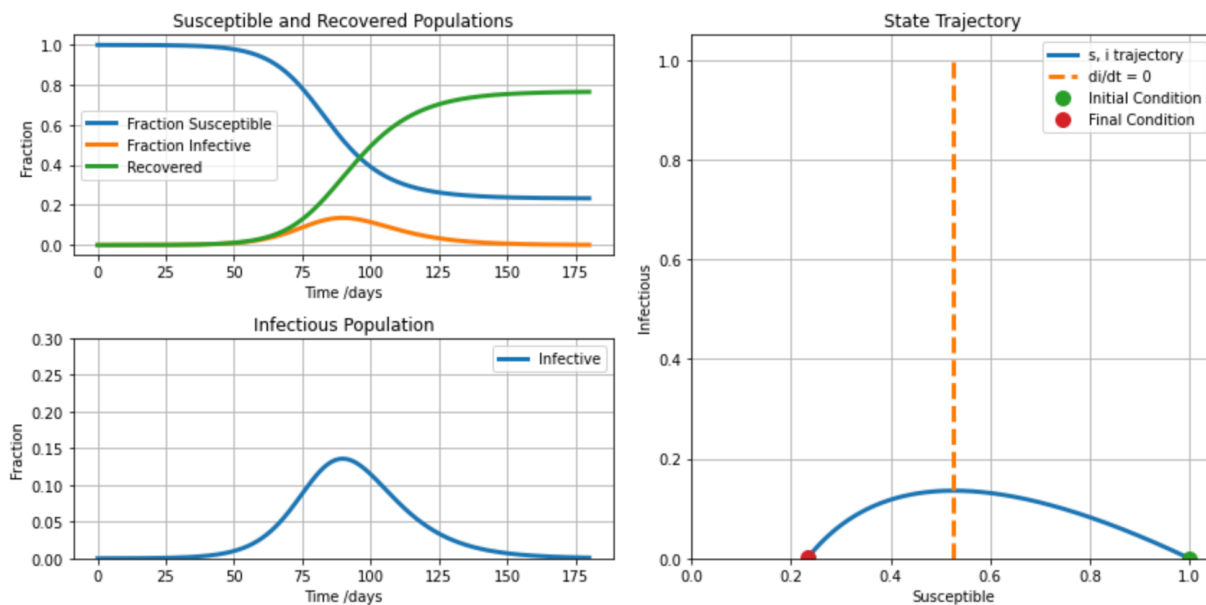 Susceptible and Recovered Populations
1.0
0.8
0.6
0.4
0.2
0.0
Fraction
Fraction Susceptible
Fraction Infective
Recovered
0 25 50 75 100 125 150 175
Time /days
Infectious Population
0.30
0.25
0.20
0.15
0.10
0.05
0.00
Fraction
Infective
0 25 50 75 100 125 150 175
Time /days
State Trajectory
1.0
0.8
0.6
0.4
0.2
0.0
Infectious
s, i trajectory
di/dt = 0
Initial Condition
Final Condition
0.0 0.2 0.4 0.6 0.8 1.0
Susceptible